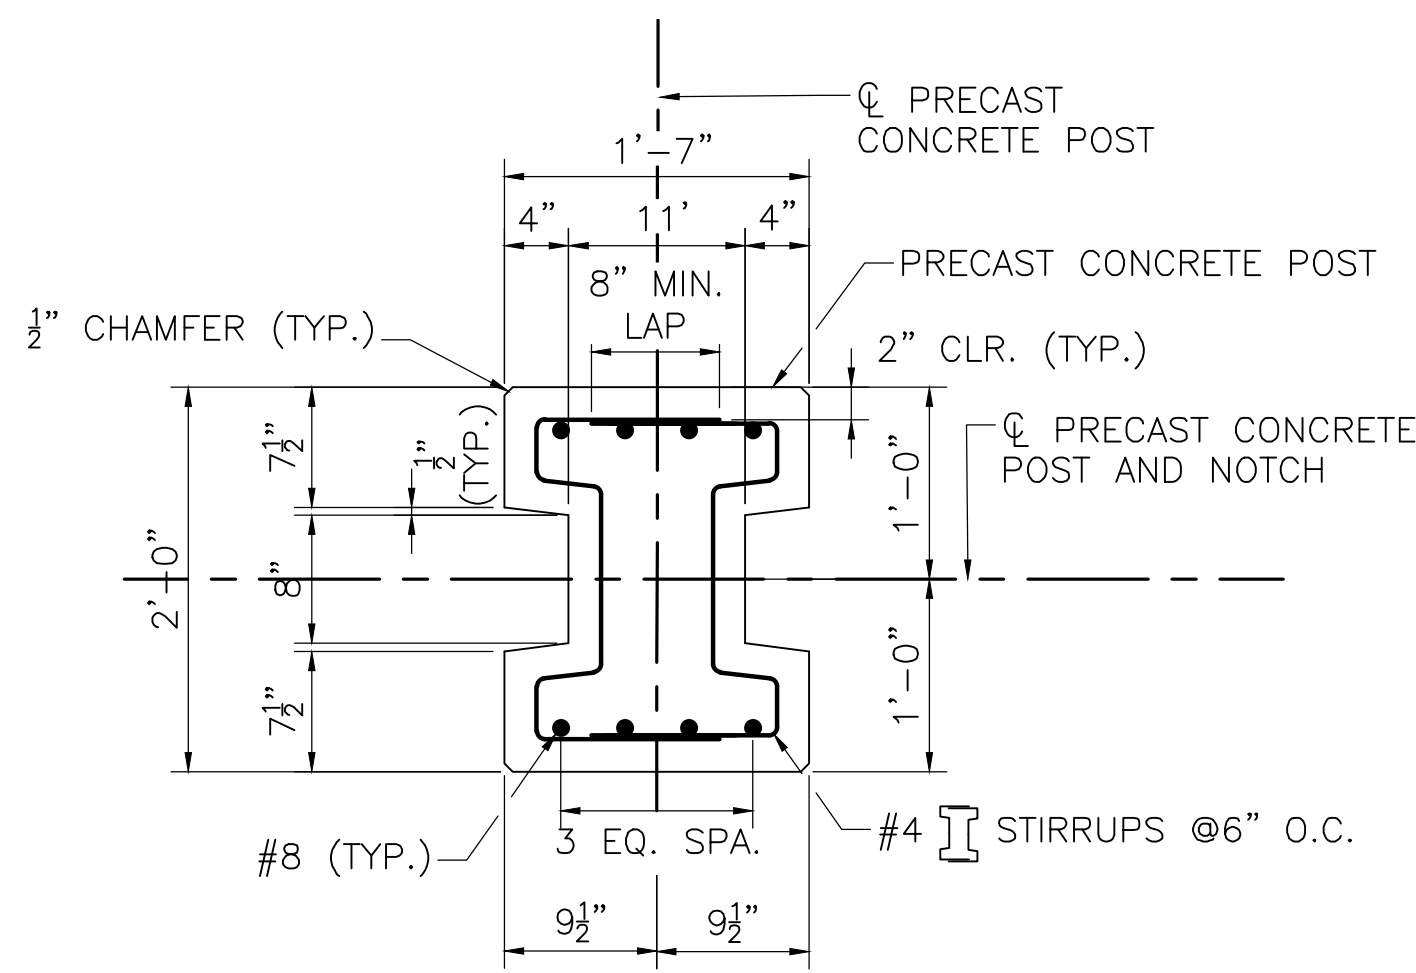 ℄ PRECAST
CONCRETE POST
1'-7"
4"
11'
4"
8" MIN.
LAP
PRECAST CONCRETE POST
½" CHAMFER (TYP.)
2" CLR. (TYP.)
℄ PRECAST CONCRETE
POST AND NOTCH
7½"
½"
(TYP.)
1'-0"
2'-0"
8"
1'-0"
7½"
#8 (TYP.)
3 EQ. SPA.
#4 STIRRUPS @6" O.C.
9½"
9½"